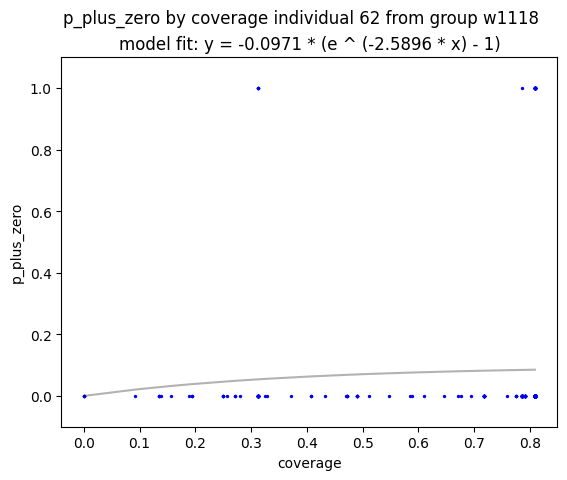 p_plus_zero by coverage individual 62 from group w1118
model fit: y = -0.0971 * (e ^ (-2.5896 * x) - 1)
1.0
0.8
0.6
0.4
0.2
0.0
p_plus_zero
0.0 0.1 0.2 0.3 0.4 0.5 0.6 0.7 0.8
coverage